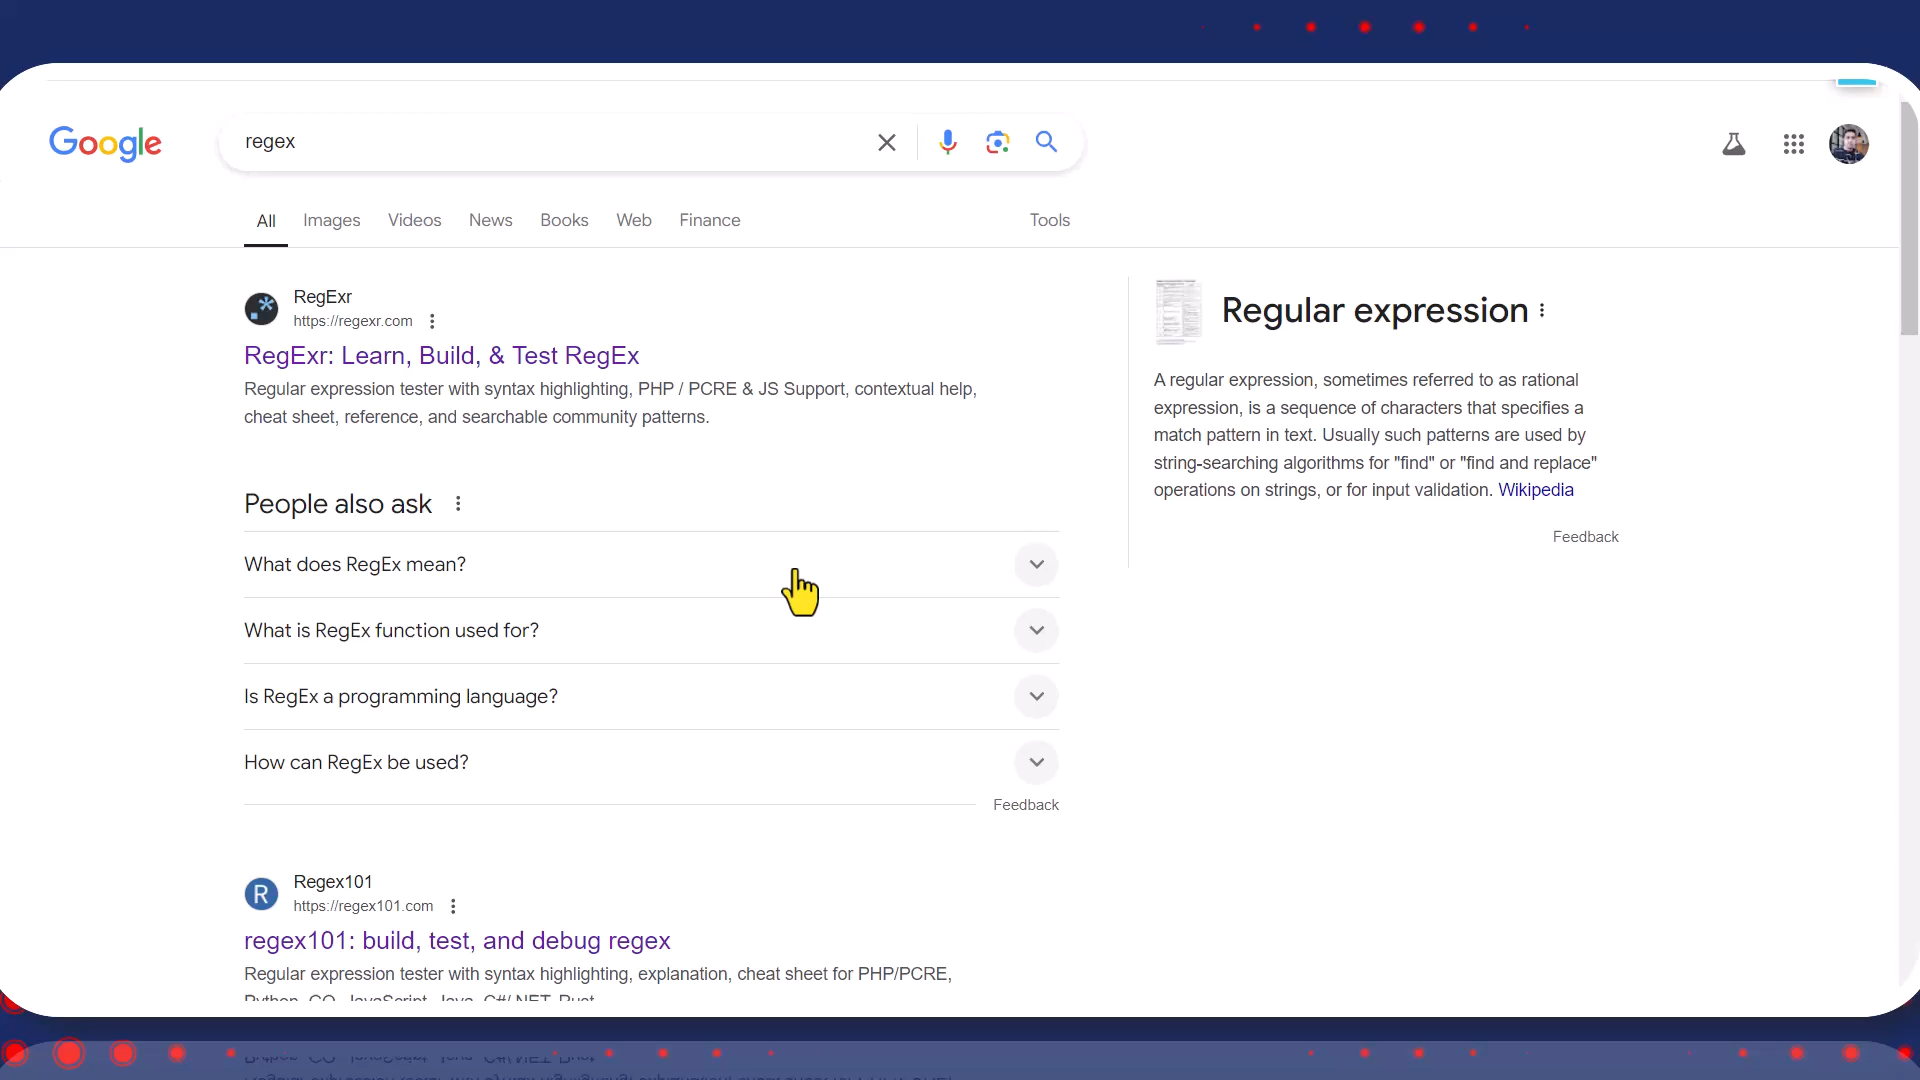 Google
regex
All Images Videos News Books Web Finance Tools
RegExr
https://regexr.com
RegExr: Learn, Build, & Test RegEx
Regular expression tester with syntax highlighting, PHP / PCRE & JS Support, contextual help,
cheat sheet, reference, and searchable community patterns.
People also ask
What does RegEx mean?
What is RegEx function used for?
Is RegEx a programming language?
How can RegEx be used?
Feedback
R
Regex101
https://regex101.com
regex101: build, test, and debug regex
Regular expression tester with syntax highlighting, explanation, cheat sheet for PHP/PCRE,
Python, GO, JavaScript, Java, C#/.NET, Rust.
Regular expression
A regular expression, sometimes referred to as rational
expression, is a sequence of characters that specifies a
match pattern in text. Usually such patterns are used by
string-searching algorithms for "find" or "find and replace"
operations on strings, or for input validation. Wikipedia
Feedback